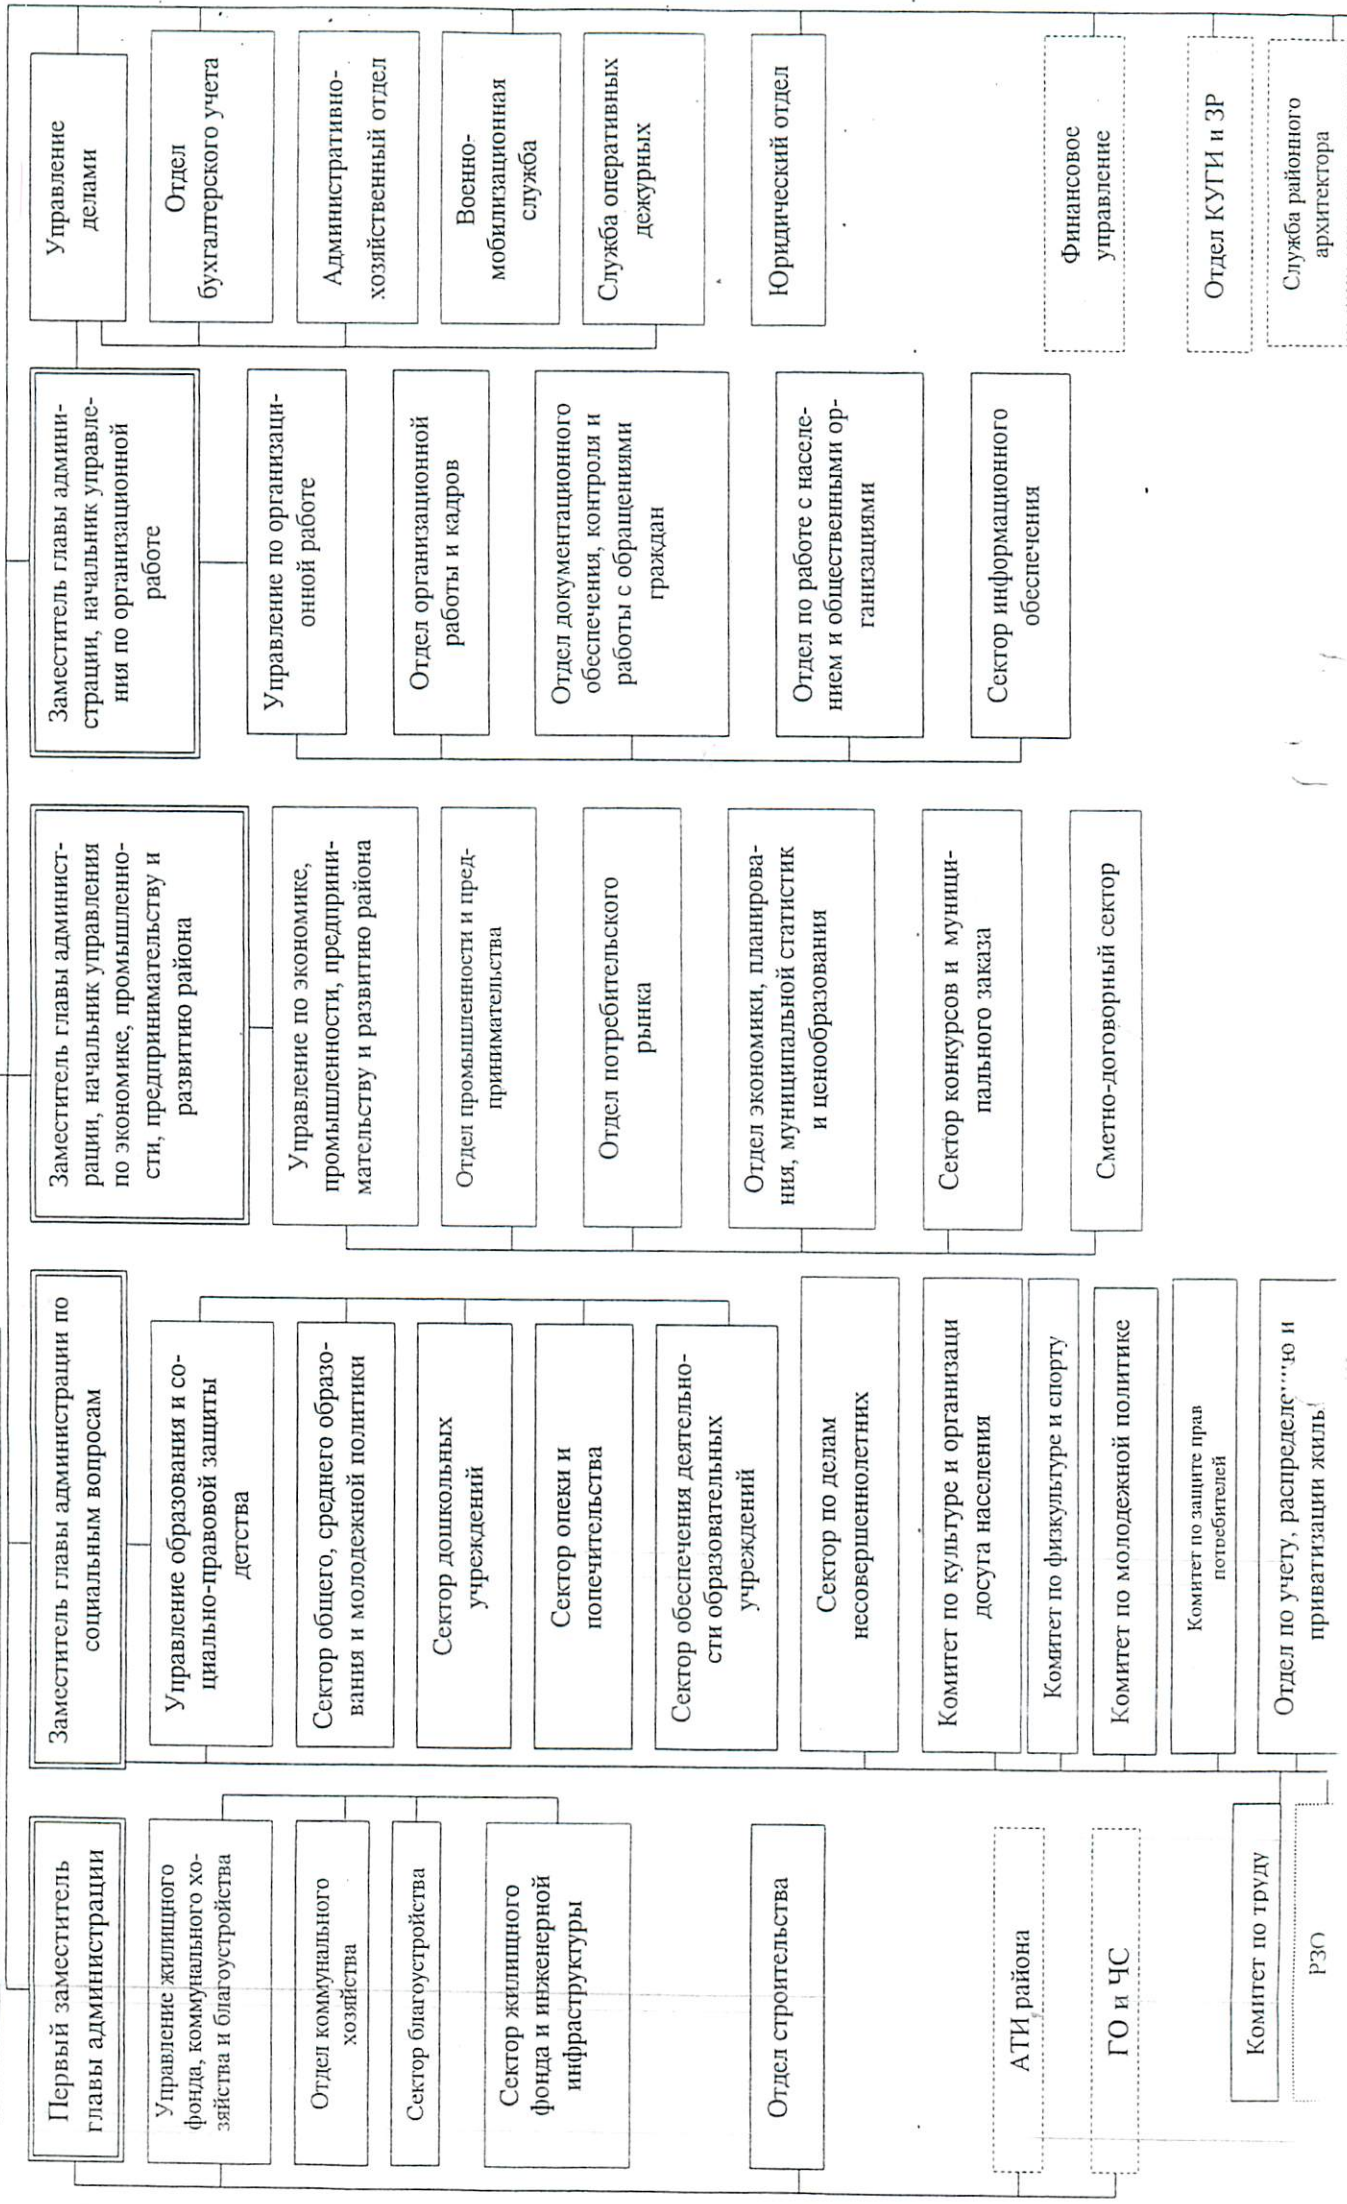 Первый заместитель
главы администрации
Управление жилищного
фонда, коммунального хо-
зяйства и благоустройства
Отдел коммунального
хозяйства
Сектор благоустройства
Сектор жилищного
фонда и инженерной
инфраструктуры
Отдел строительства
АТИ района
ГО и ЧС
Комитет по труду
РЗО
Заместитель главы администрации по
социальным вопросам
Управление образования и со-
циально-правовой защиты
детства
Сектор общего, среднего образо-
вания и молодежной политики
Сектор дошкольных
учреждений
Сектор опеки и
попечительства
Сектор обеспечения деятельно-
сти образовательных
учреждений
Сектор по делам
несовершеннолетних
Комитет по культуре и организаци
досуга населения
Комитет по физкультуре и спорту
Комитет по молодежной политике
Комитет по защите прав
потребителей
Отдел по учету, и
приватизации
Заместитель главы админист-
рации, начальник управления
по экономике, промышленно-
сти, предпринимательству и
развитию района
Управление по экономике,
промышленности, предприни-
мательству и развитию района
Отдел промышленности и пред-
принимательства
Отдел потребительского
рынка
Отдел экономики, планирова-
ния, муниципальной статистик
и ценообразования
Сектор конкурсов и муници-
пального заказа
Сметно-договорный сектор
Заместитель главы админи-
страции, начальник управле-
ния по организационной
работе
Управление по организаци-
онной работе
Отдел организационной
работы и кадров
Отдел документационного
обеспечения, контроля и
работы с обращениями
граждан
Отдел по работе с населе-
нием и общественными ор-
ганизациями
Сектор информационного
обеспечения
Управление
делами
Отдел
бухгалтерского учета
Административно-
хозяйственный отдел
Военно-
мобилизационная
служба
Служба оперативных
дежурных
Юридический отдел
Финансовое
управление
Отдел КУГИ и ЗР
Служба районного
архитектора